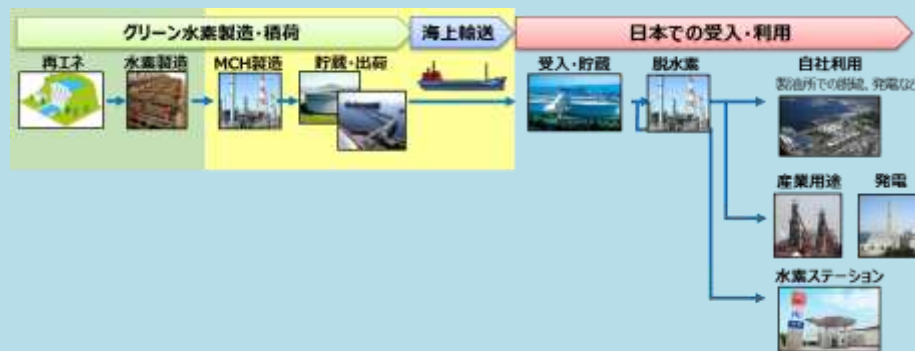 グリーン水素製造・積荷
海上輸送
日本での受入・利用
再エネ
水素製造
MCH製造
貯蔵・出荷
受入・貯蔵
脱水素
自社利用
製油所での脱硫、発電など
産業用途
発電
水素ステーション